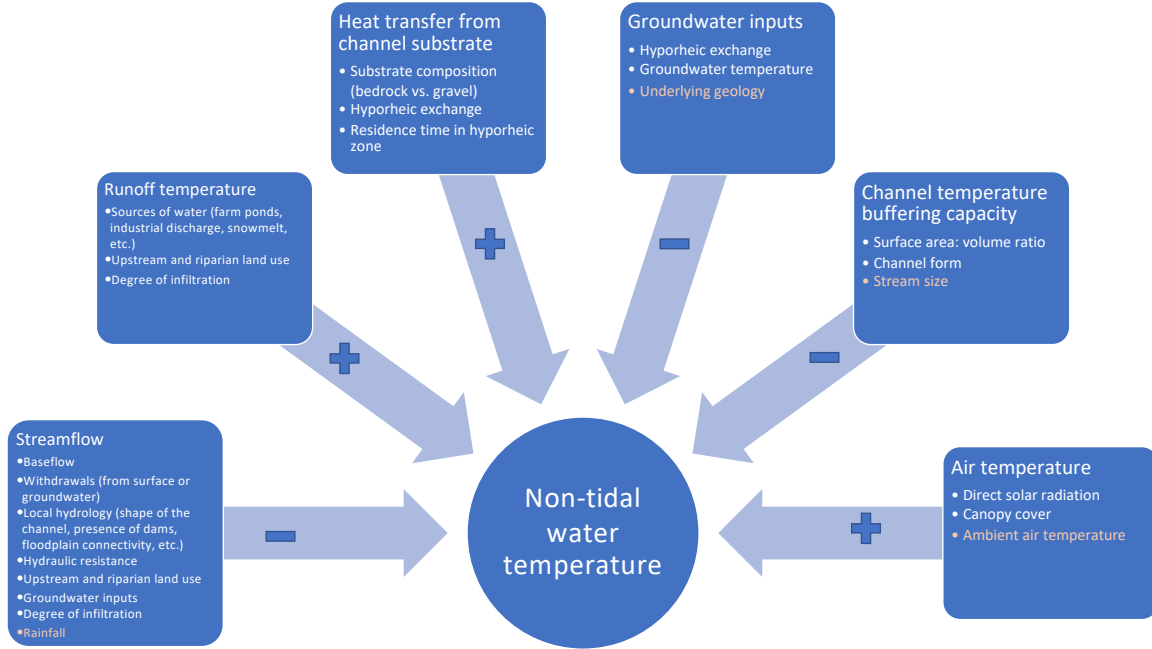 Heat transfer from
channel substrate
• Substrate composition
(bedrock vs. gravel)
• Hyporheic exchange
• Residence time in hyporheic
zone
Groundwater inputs
• Hyporheic exchange
• Groundwater temperature
• Underlying geology
Runoff temperature
•Sources of water (farm ponds,
industrial discharge, snowmelt,
etc.)
•Upstream and riparian land use
•Degree of infiltration
Channel temperature
buffering capacity
• Surface area: volume ratio
• Channel form
• Stream size
Streamflow
•Baseflow
•Withdrawals (from surface or
groundwater)
•Local hydrology (shape of the
channel, presence of dams,
floodplain connectivity, etc.)
•Hydraulic resistance
•Upstream and riparian land use
•Groundwater inputs
•Degree of infiltration
•Rainfall
Non-tidal
water
temperature
Air temperature
• Direct solar radiation
• Canopy cover
• Ambient air temperature